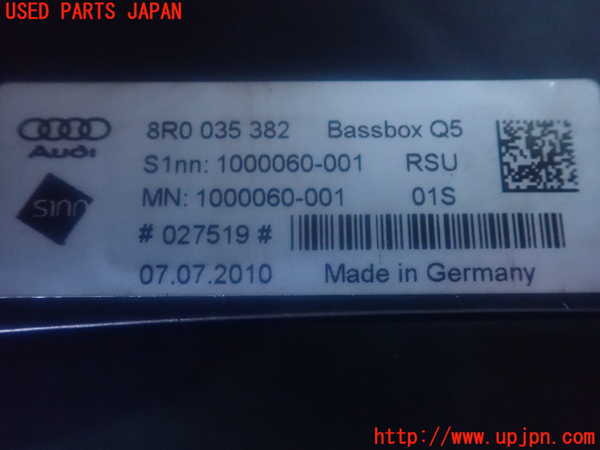 USED PARTS JAPAN
8R0 035 382 Bassbox Q5
Audi
S1nn: 1000060-001 RSU
MN: 1000060-001 01S
S1nn
# 027519 #
07.07.2010 Made in Germany
http://www.upjpn.com/